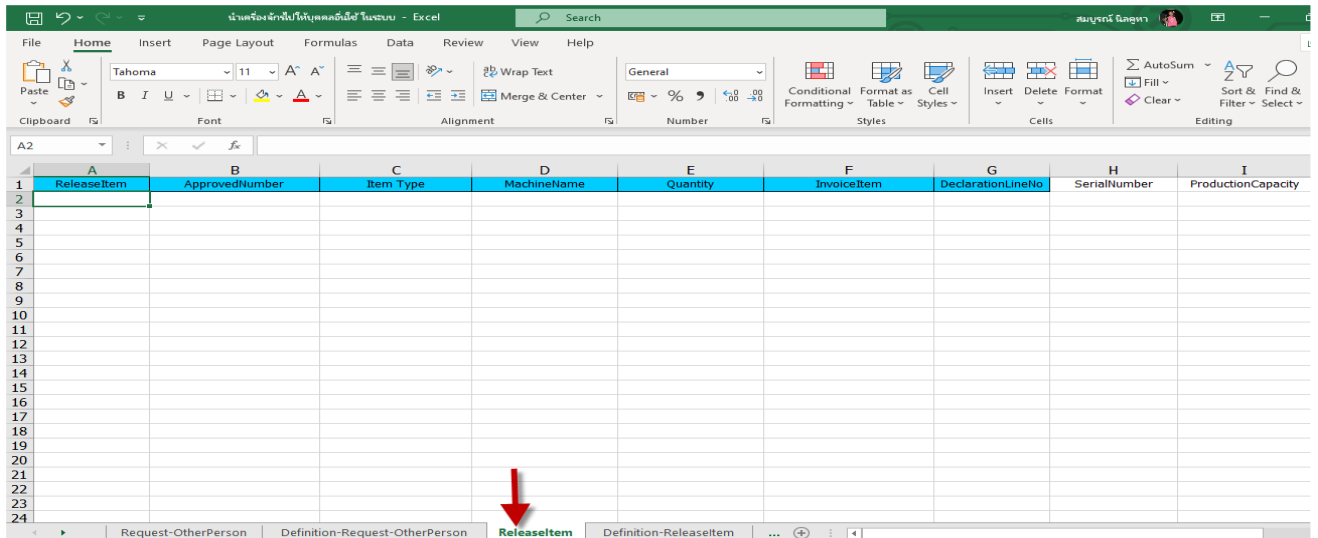 นำเครื่องจักรไปให้บุคคลอื่นใช้ ในระบบ - Excel
Search
สมบูรณ์ นิลดูหา
File Home Insert Page Layout Formulas Data Review View Help
Paste
Tahoma 11 A^ A˅
Wrap Text
General
B I U A
Merge & Center
% 9 .00
Conditional Formatting
Format as Table
Cell Styles
Insert Delete Format
AutoSum
Fill
Clear
Sort & Filter
Find & Select
Clipboard Font Alignment Number Styles Cells Editing
A2 fx
A B C D E F G H I
1 ReleaseItem ApprovedNumber Item Type MachineName Quantity InvoiceItem DeclarationLineNo SerialNumber ProductionCapacity
2
3
4
5
6
7
8
9
10
11
12
13
14
15
16
17
18
19
20
21
22
23
24
Request-OtherPerson Definition-Request-OtherPerson ReleaseItem Definition-ReleaseItem ...